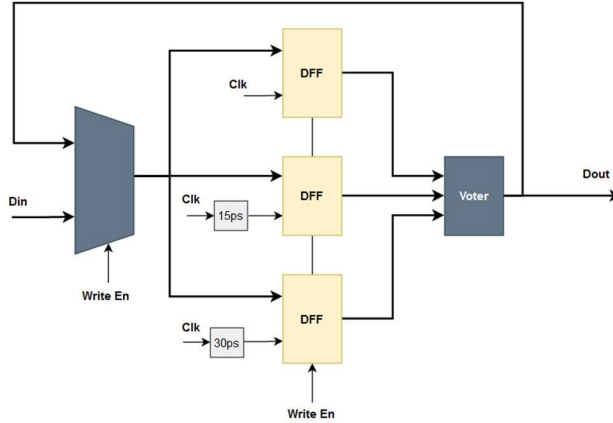 DFF
Clk
Din
Clk
15ps
DFF
Voter
Dout
Write En
Clk
30ps
DFF
Write En